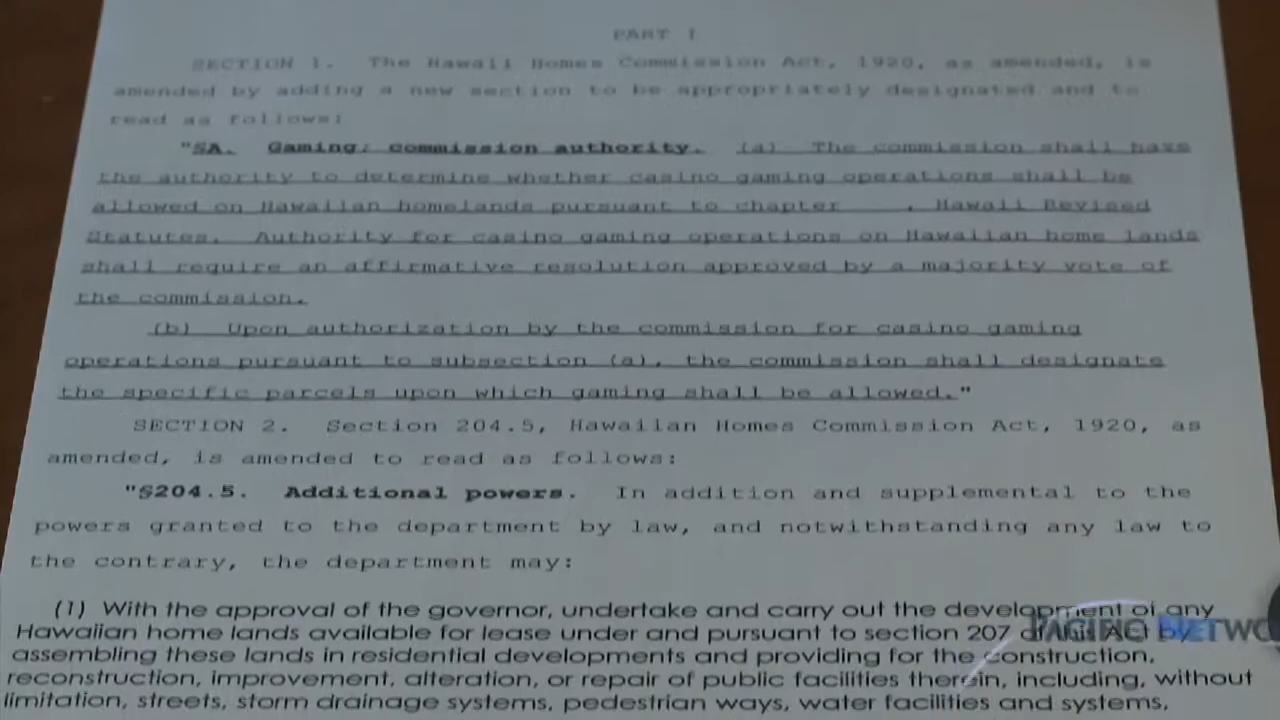 PART I
SECTION 1. The Hawaii Homes Commission Act, 1920, as amended, is
amended by adding a new section to be appropriately designated and to
read as follows:
"§A. Gaming; commission authority. (a) The commission shall have
the authority to determine whether casino gaming operations shall be
allowed on Hawaiian homelands pursuant to chapter ____, Hawaii Revised
Statutes. Authority for casino gaming operations on Hawaiian home lands
shall require an affirmative resolution approved by a majority vote of
the commission.
(b) Upon authorization by the commission for casino gaming
operations pursuant to subsection (a), the commission shall designate
the specific parcels upon which gaming shall be allowed."
SECTION 2. Section 204.5, Hawaiian Homes Commission Act, 1920, as
amended, is amended to read as follows:
"§204.5. Additional powers. In addition and supplemental to the
powers granted to the department by law, and notwithstanding any law to
the contrary, the department may:
(1) With the approval of the governor, undertake and carry out the development of any
Hawaiian home lands available for lease under and pursuant to section 207 of this Act by
assembling these lands in residential developments and providing for the construction,
reconstruction, improvement, alteration, or repair of public facilities therein, including, without
limitation, streets, storm drainage systems, pedestrian ways, water facilities and systems,